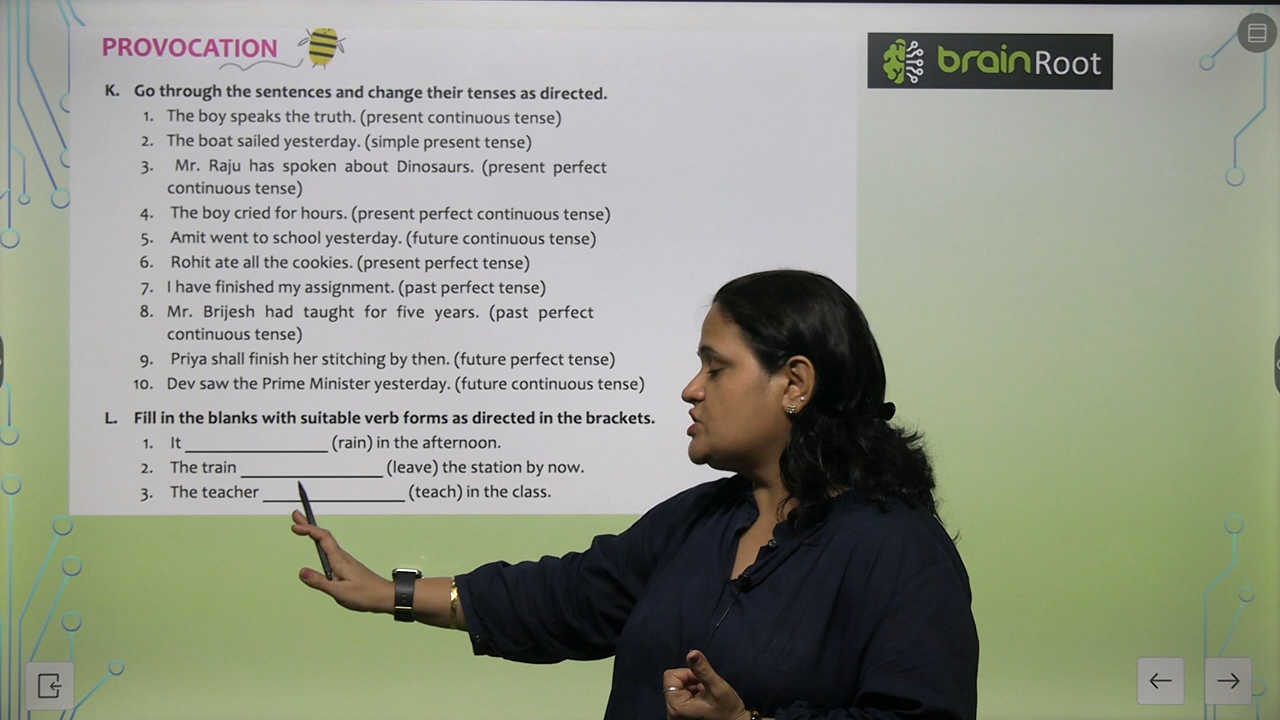 PROVOCATION
brainRoot
K. Go through the sentences and change their tenses as directed.
1. The boy speaks the truth. (present continuous tense)
2. The boat sailed yesterday. (simple present tense)
3. Mr. Raju has spoken about Dinosaurs. (present perfect
continuous tense)
4. The boy cried for hours. (present perfect continuous tense)
5. Amit went to school yesterday. (future continuous tense)
6. Rohit ate all the cookies. (present perfect tense)
7. I have finished my assignment. (past perfect tense)
8. Mr. Brijesh had taught for five years. (past perfect
continuous tense)
9. Priya shall finish her stitching by then. (future perfect tense)
10. Dev saw the Prime Minister yesterday. (future continuous tense)
L. Fill in the blanks with suitable verb forms as directed in the brackets.
1. It ______________ (rain) in the afternoon.
2. The train ______________ (leave) the station by now.
3. The teacher ______________ (teach) in the class.